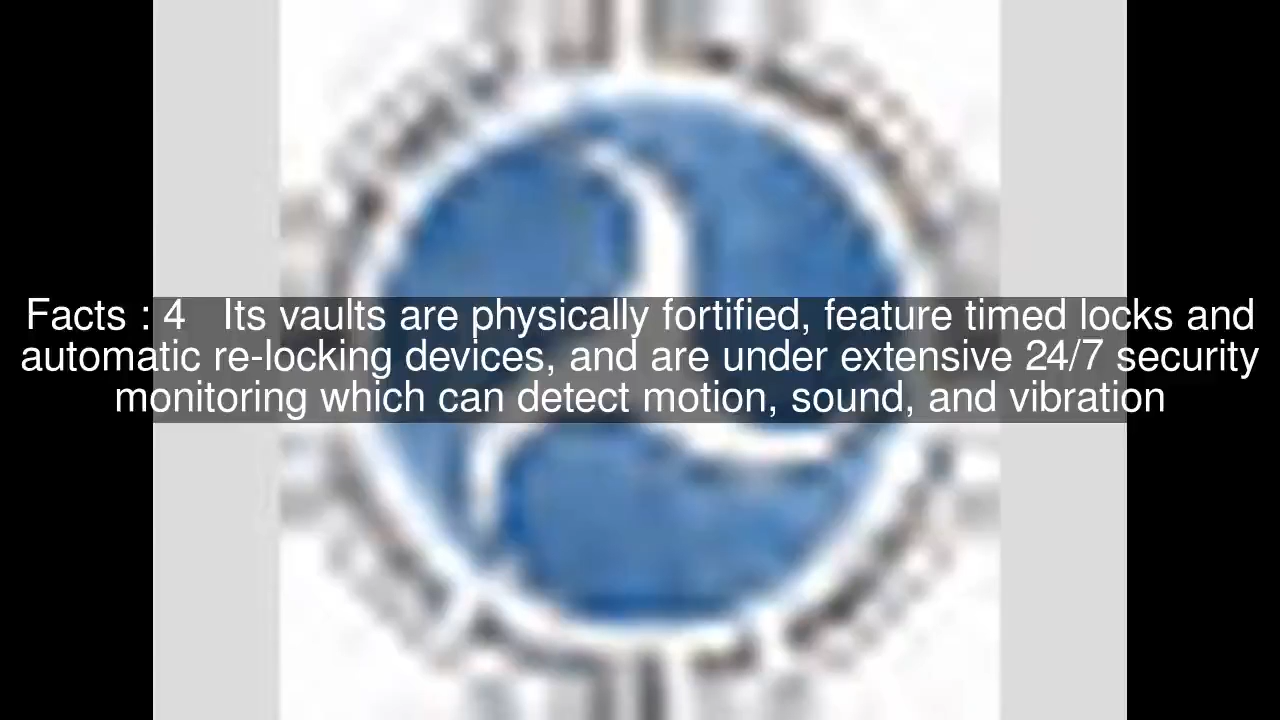 Facts : 4 Its vaults are physically fortified, feature timed locks and
automatic re-locking devices, and are under extensive 24/7 security
monitoring which can detect motion, sound, and vibration